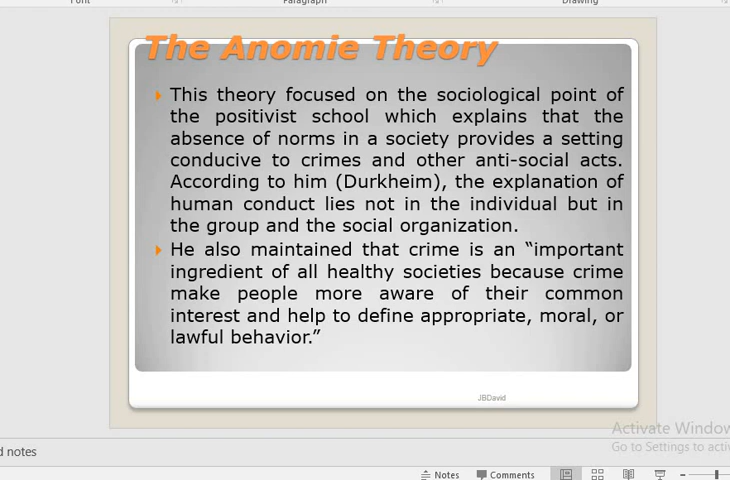 Font Paragraph Drawing
The Anomie Theory
This theory focused on the sociological point of
the positivist school which explains that the
absence of norms in a society provides a setting
conducive to crimes and other anti-social acts.
According to him (Durkheim), the explanation of
human conduct lies not in the individual but in
the group and the social organization.
He also maintained that crime is an “important
ingredient of all healthy societies because crime
make people more aware of their common
interest and help to define appropriate, moral, or
lawful behavior.”
JBDavid
Activate Window
Go to Settings to activ
d notes
Notes Comments